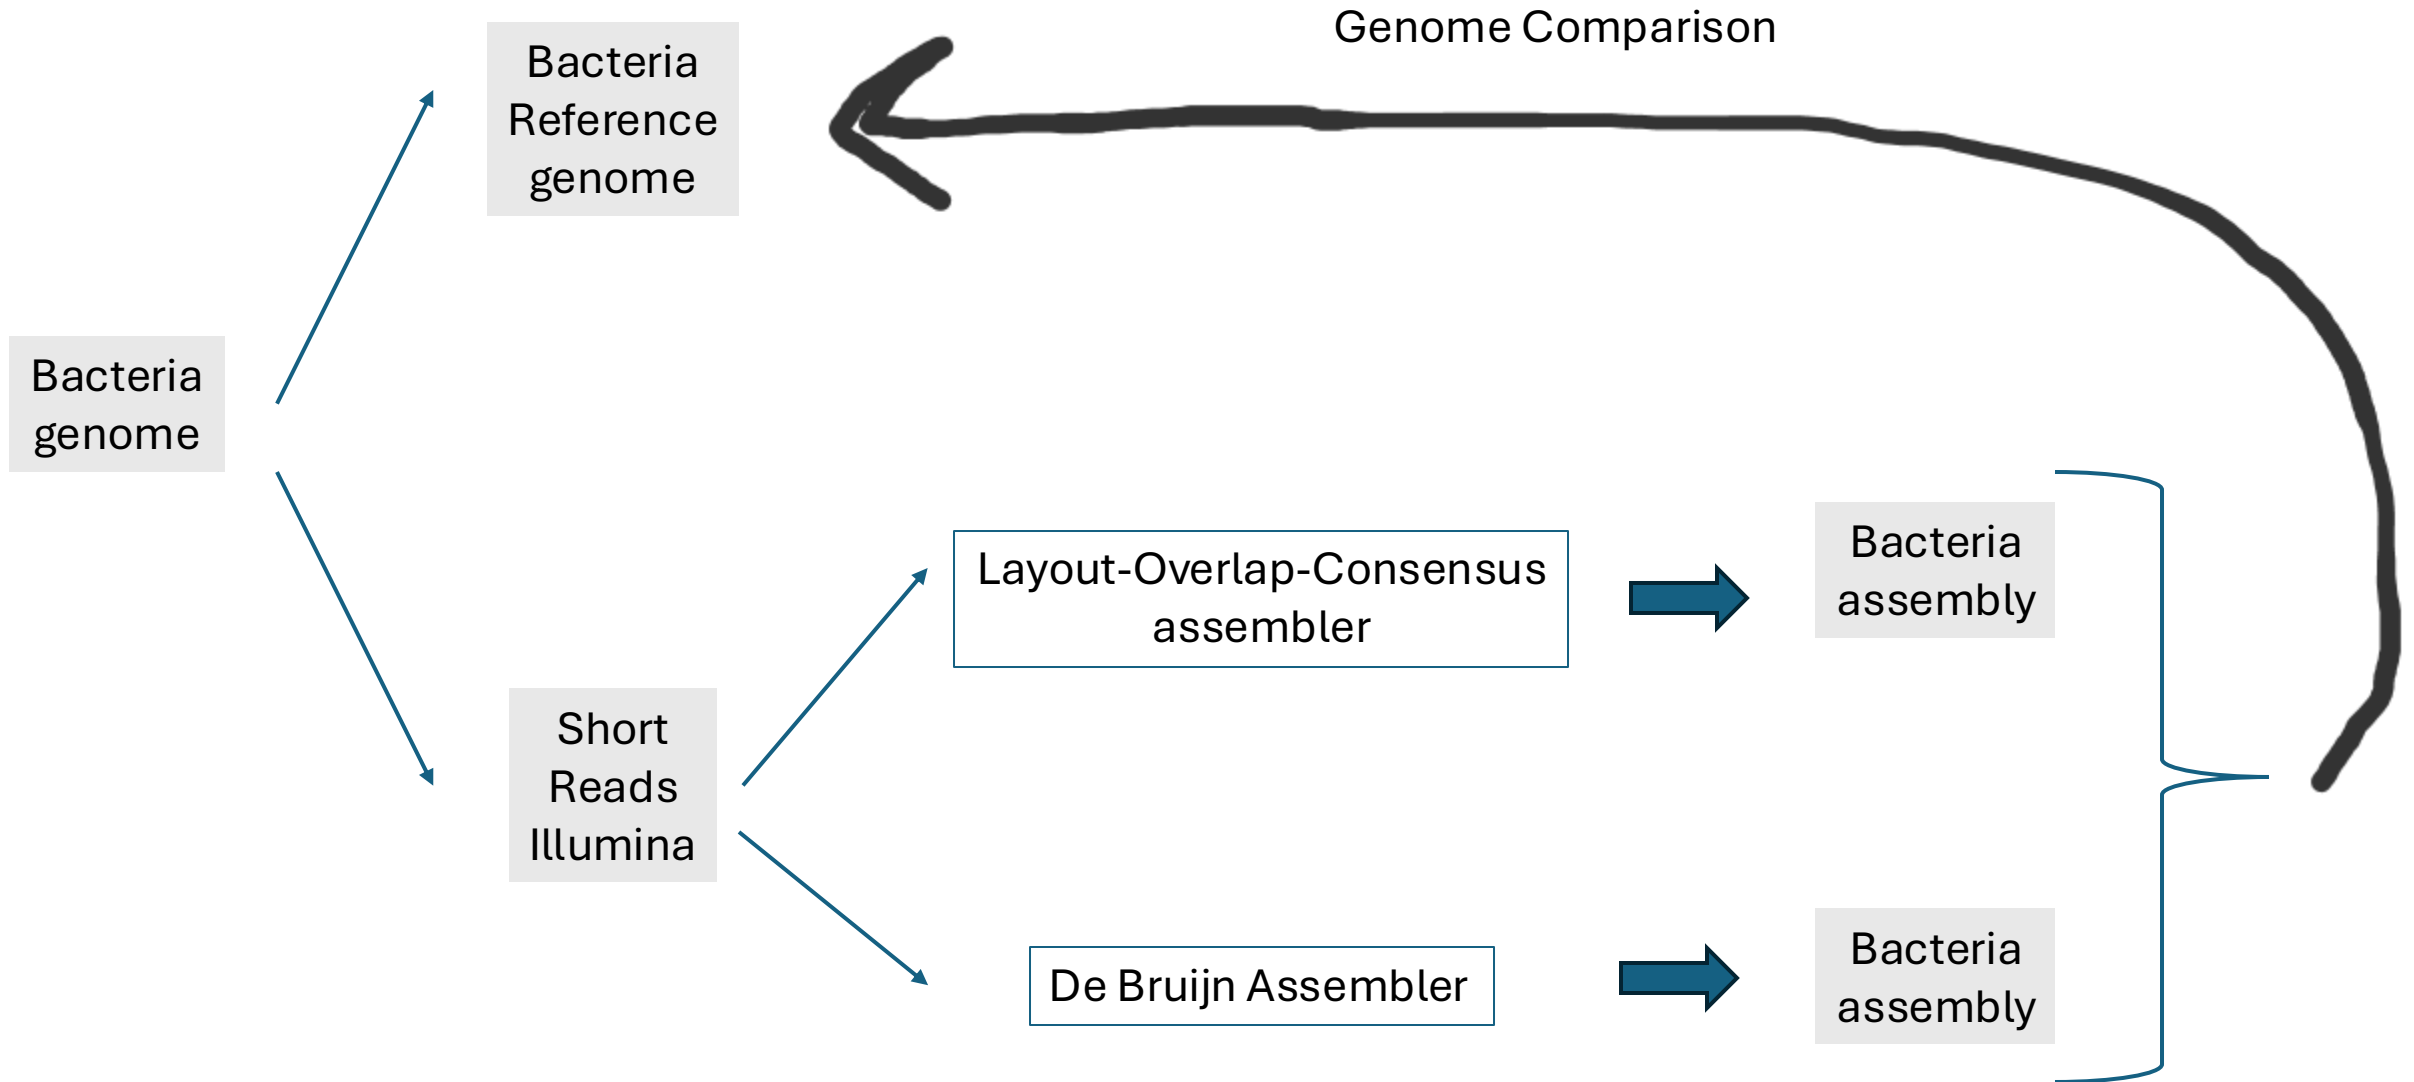 Genome Comparison
Bacteria
Reference
genome
Bacteria
genome
Layout-Overlap-Consensus
assembler
Bacteria
assembly
Short
Reads
Illumina
De Bruijn Assembler
Bacteria
assembly